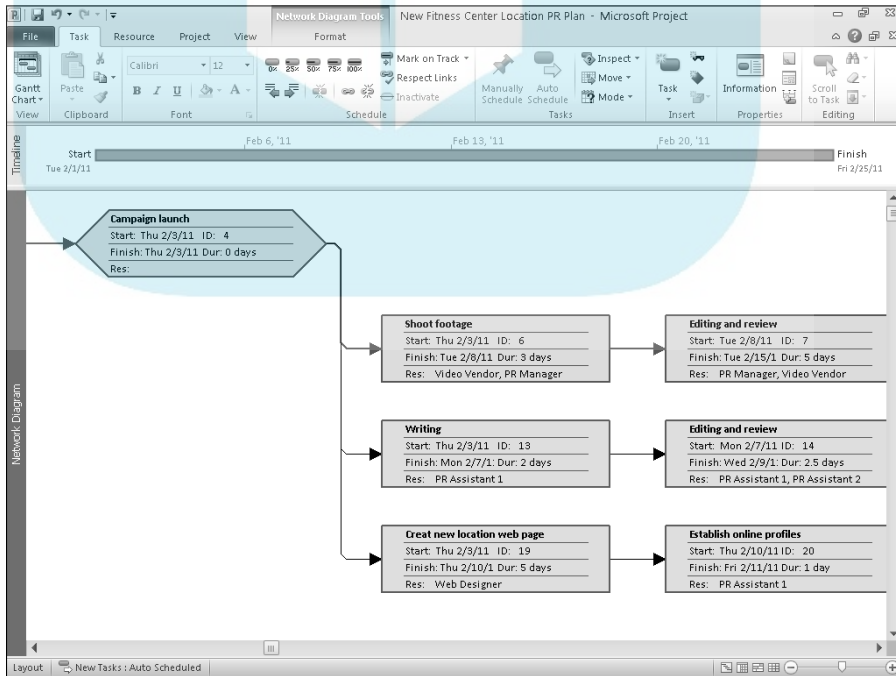 Network Diagram Tools New Fitness Center Location PR Plan - Microsoft Project
File Task Resource Project View Format
Gantt Chart
Paste
Calibri 12
B I U A
0% 25% 50% 75% 100%
Mark on Track
Respect Links
Inactivate
Manually Schedule
Auto Schedule
Inspect
Move
Mode
Task
Information
Scroll to Task
View Clipboard Font Schedule Tasks Insert Properties Editing
Timeline
Feb 6, '11 Feb 13, '11 Feb 20, '11
Start Finish
Tue 2/1/11 Fri 2/25/11
Network Diagram
Campaign launch
Start: Thu 2/3/11 ID: 4
Finish: Thu 2/3/11 Dur: 0 days
Res:
Shoot footage
Start: Thu 2/3/11 ID: 6
Finish: Tue 2/8/11 Dur: 3 days
Res: Video Vendor, PR Manager
Editing and review
Start: Tue 2/8/11 ID: 7
Finish: Tue 2/15/1 Dur: 5 days
Res: PR Manager, Video Vendor
Writing
Start: Thu 2/3/11 ID: 13
Finish: Mon 2/7/1: Dur: 2 days
Res: PR Assistant 1
Editing and review
Start: Mon 2/7/11 ID: 14
Finish: Wed 2/9/1: Dur: 2.5 days
Res: PR Assistant 1, PR Assistant 2
Creat new location web page
Start: Thu 2/3/11 ID: 19
Finish: Thu 2/10/1 Dur: 5 days
Res: Web Designer
Establish online profiles
Start: Thu 2/10/11 ID: 20
Finish: Fri 2/11/11 Dur: 1 day
Res: PR Assistant 1
Layout New Tasks : Auto Scheduled